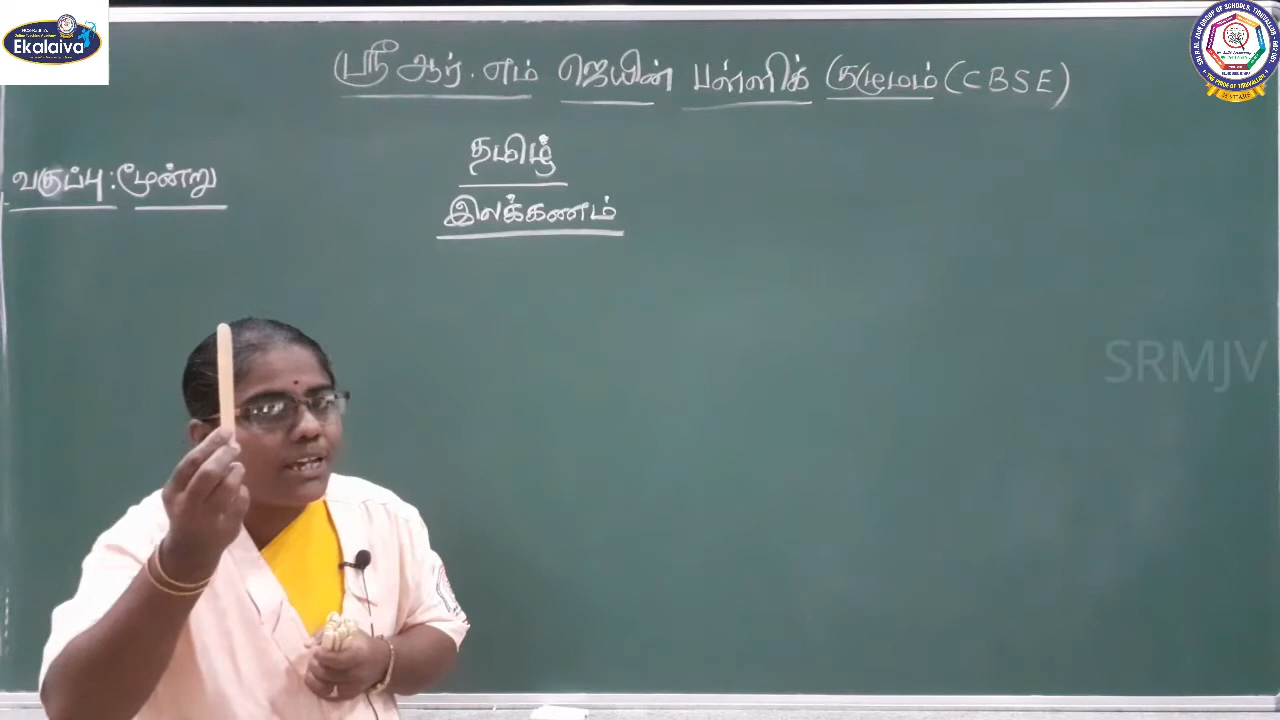 Ekalaiva
ஸ்ரீ ஆர்.எம் ஜெயின் பள்ளிக் குழுமம் (CBSE)
தமிழ்
வகுப்பு : மூன்று
இலக்கணம்
SRMJV